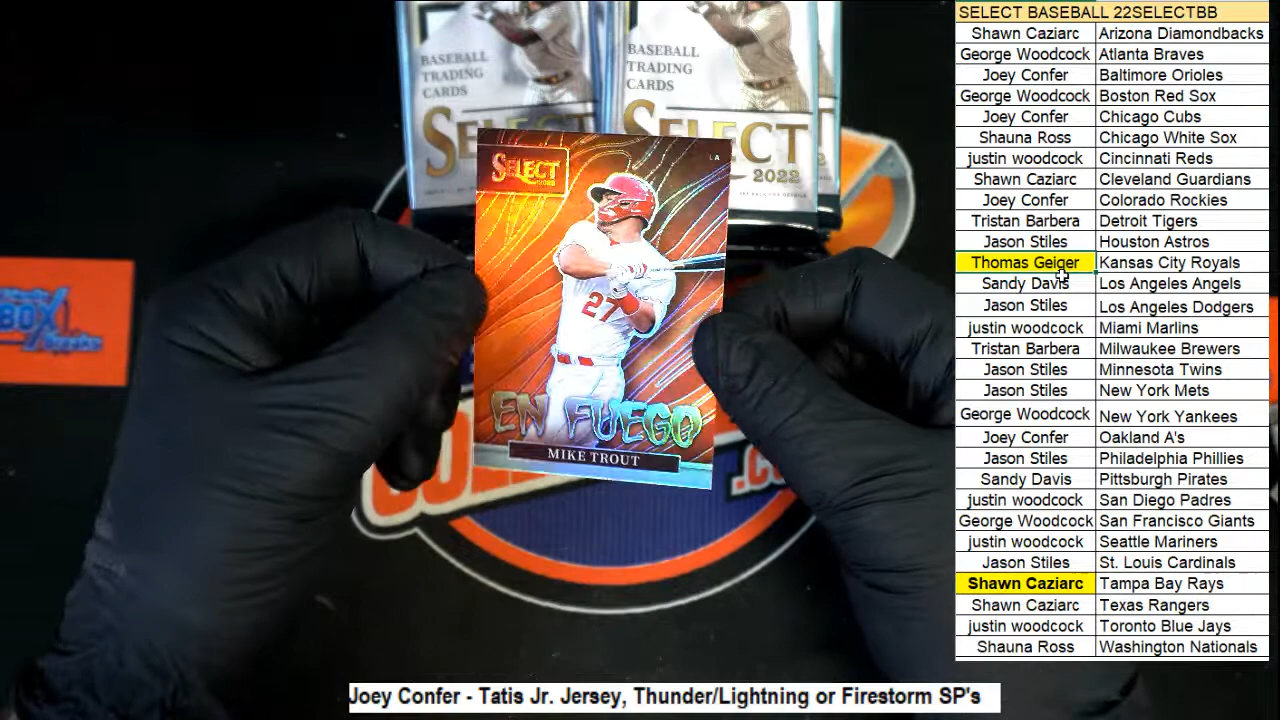 BASEBALL
TRADING
CARDS
SELECT
BASEBALL
TRADING
CARDS
SELECT
2022
SELECT
LA
27
EN FUEGO
MIKE TROUT
BOX
Breaks
.CO
SELECT BASEBALL 22SELECTBB
Shawn Caziarc Arizona Diamondbacks
George Woodcock Atlanta Braves
Joey Confer Baltimore Orioles
George Woodcock Boston Red Sox
Joey Confer Chicago Cubs
Shauna Ross Chicago White Sox
justin woodcock Cincinnati Reds
Shawn Caziarc Cleveland Guardians
Joey Confer Colorado Rockies
Tristan Barbera Detroit Tigers
Jason Stiles Houston Astros
Thomas Geiger Kansas City Royals
Sandy Davis Los Angeles Angels
Jason Stiles Los Angeles Dodgers
justin woodcock Miami Marlins
Tristan Barbera Milwaukee Brewers
Jason Stiles Minnesota Twins
Jason Stiles New York Mets
George Woodcock New York Yankees
Joey Confer Oakland A's
Jason Stiles Philadelphia Phillies
Sandy Davis Pittsburgh Pirates
justin woodcock San Diego Padres
George Woodcock San Francisco Giants
justin woodcock Seattle Mariners
Jason Stiles St. Louis Cardinals
Shawn Caziarc Tampa Bay Rays
Shawn Caziarc Texas Rangers
justin woodcock Toronto Blue Jays
Shauna Ross Washington Nationals
Joey Confer - Tatis Jr. Jersey, Thunder/Lightning or Firestorm SP's